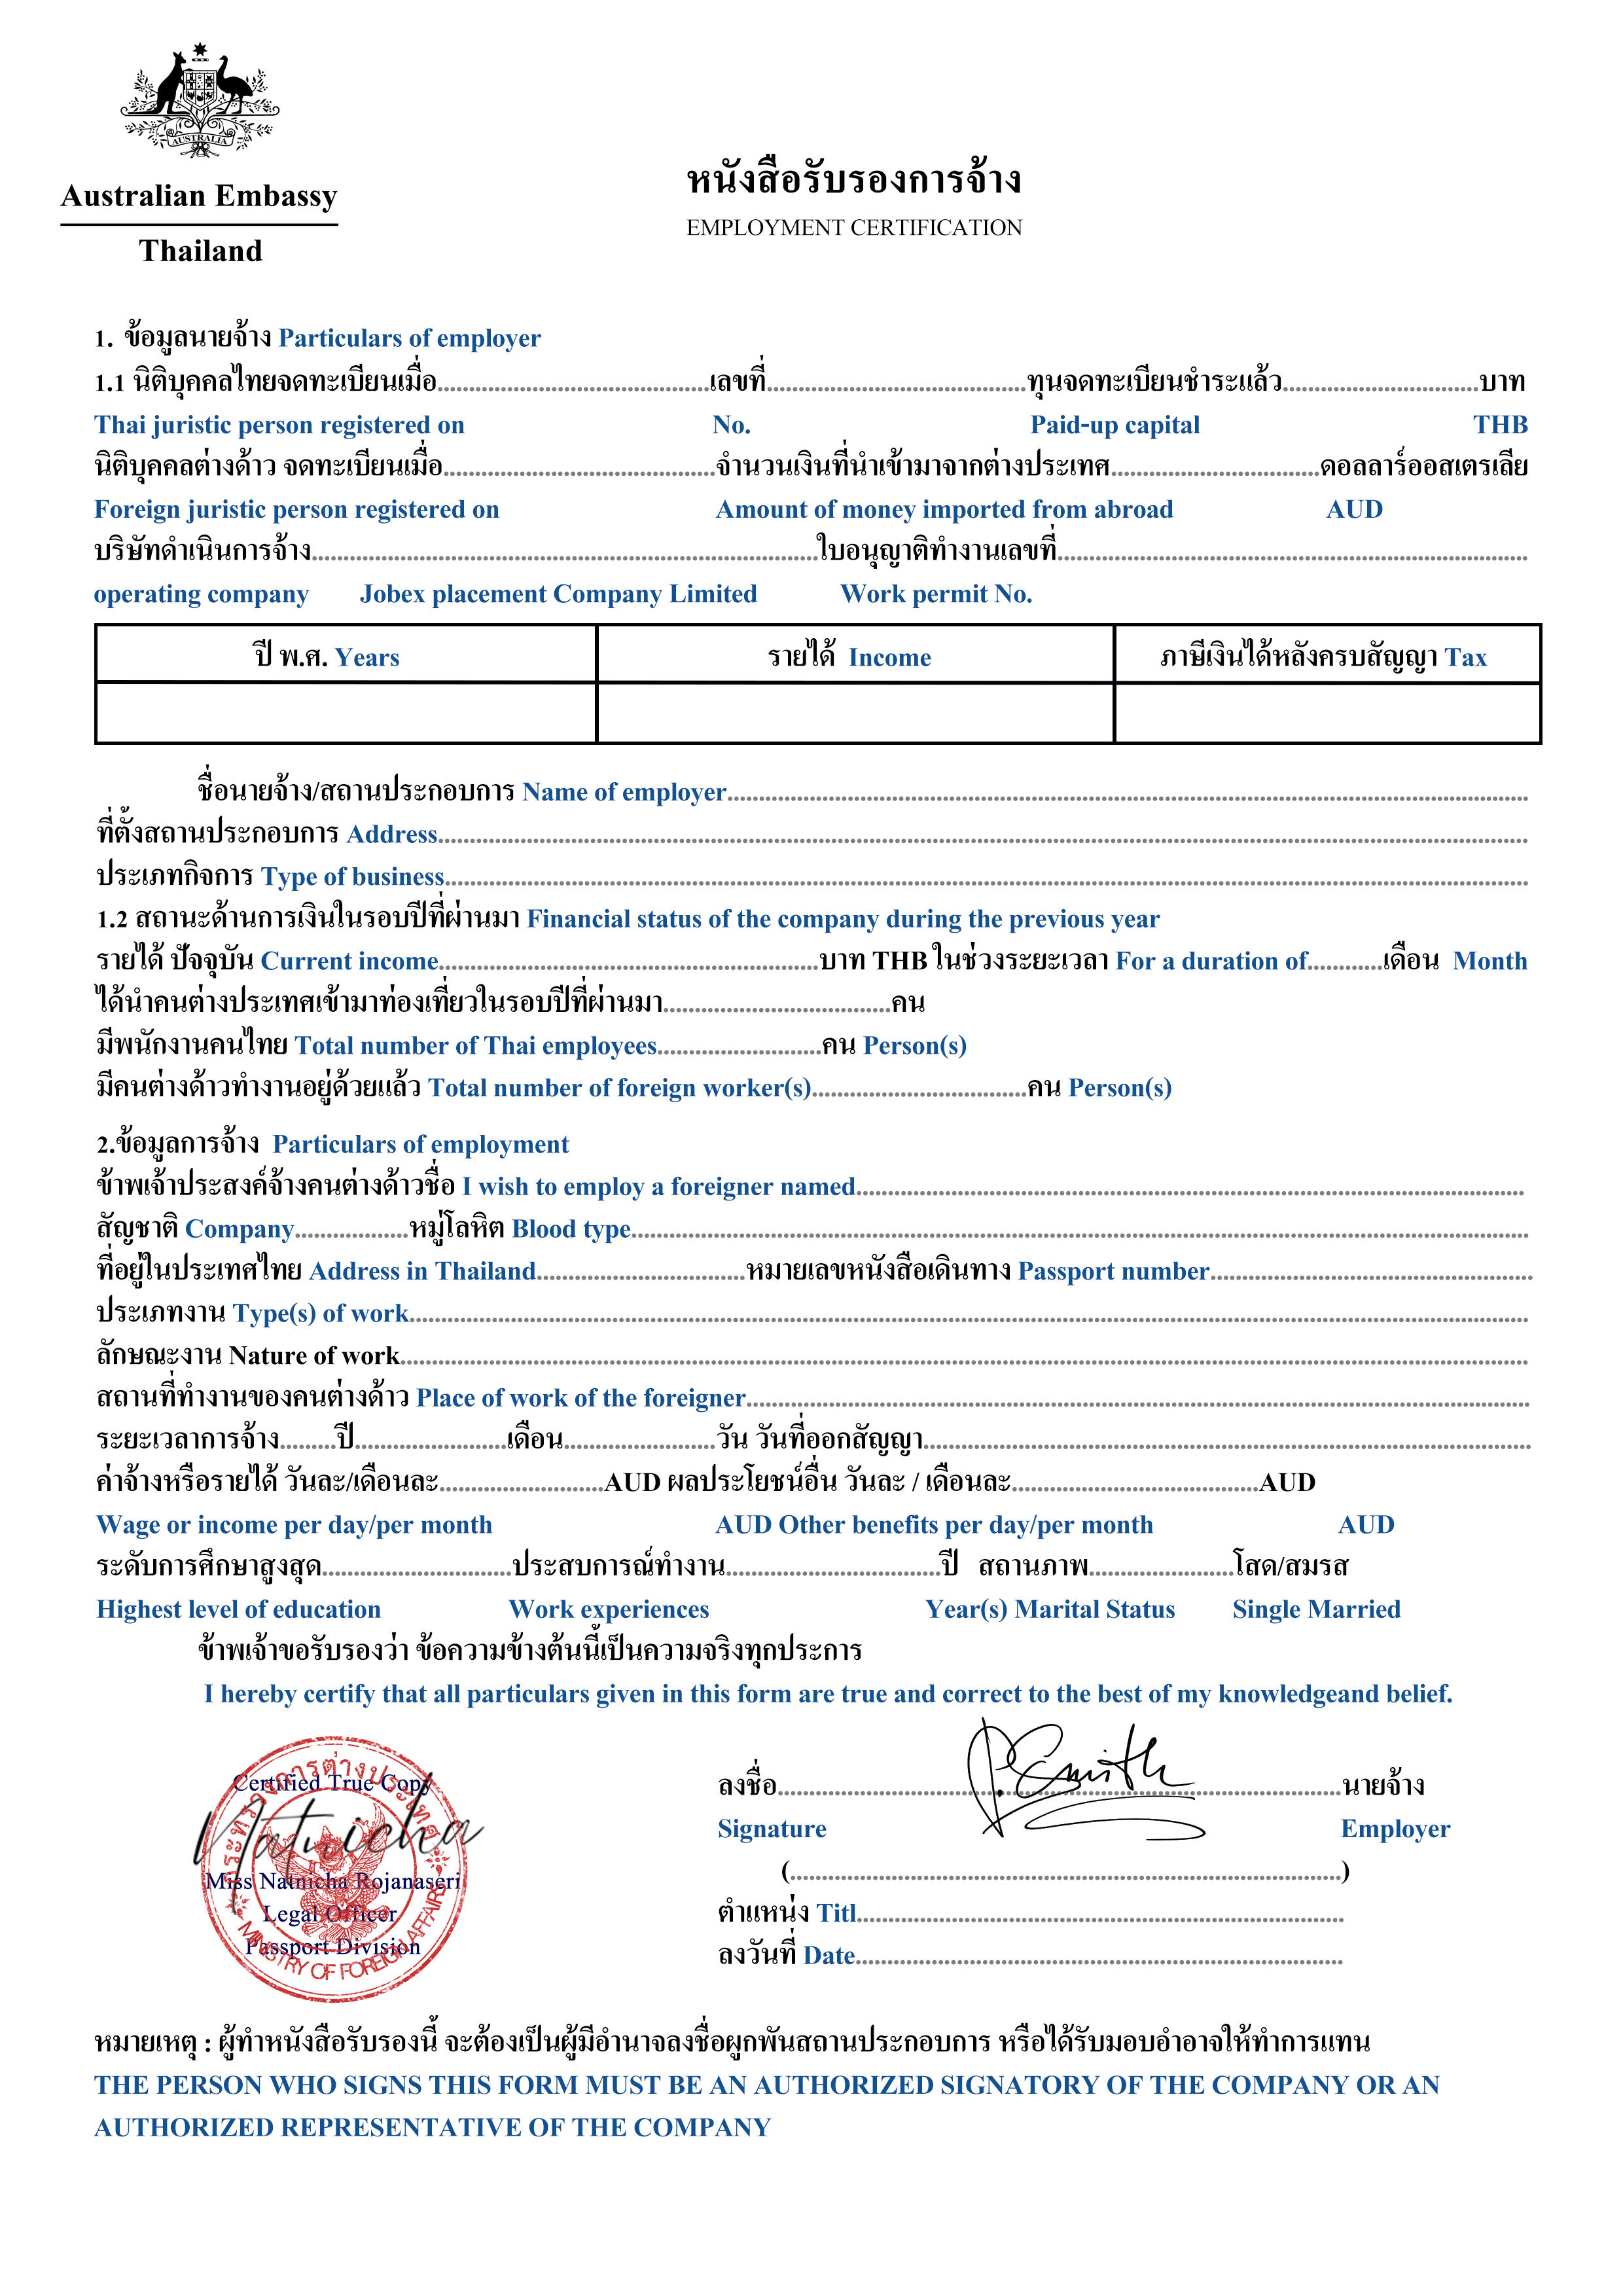 AUSTRALIA
Australian Embassy
Thailand
หนังสือรับรองการจ้าง
EMPLOYMENT CERTIFICATION
1. ข้อมูลนายจ้าง Particulars of employer
1.1 นิติบุคคลไทยจดทะเบียนเมื่อ..........เลขที่..........ทุนจดทะเบียนชำระแล้ว..........บาท
Thai juristic person registered on No. Paid-up capital THB
นิติบุคคลต่างด้าว จดทะเบียนเมื่อ..........จำนวนเงินที่นำเข้ามาจากต่างประเทศ..........ดอลลาร์ออสเตรเลีย
Foreign juristic person registered on Amount of money imported from abroad AUD
บริษัทดำเนินการจ้าง..........ใบอนุญาติทำงานเลขที่..........
operating company Jobex placement Company Limited Work permit No.
ปี พ.ศ. Years รายได้ Income ภาษีเงินได้หลังครบสัญญา Tax
ชื่อนายจ้าง/สถานประกอบการ Name of employer..........
ที่ตั้งสถานประกอบการ Address..........
ประเภทกิจการ Type of business..........
1.2 สถานะด้านการเงินในรอบปีที่ผ่านมา Financial status of the company during the previous year
รายได้ ปัจจุบัน Current income..........บาท THB ในช่วงระยะเวลา For a duration of..........เดือน Month
ได้นำคนต่างประเทศเข้ามาท่องเที่ยวในรอบปีที่ผ่านมา..........คน
มีพนักงานคนไทย Total number of Thai employees..........คน Person(s)
มีคนต่างด้าวทำงานอยู่ด้วยแล้ว Total number of foreign worker(s)..........คน Person(s)
2.ข้อมูลการจ้าง Particulars of employment
ข้าพเจ้าประสงค์จ้างคนต่างด้าวชื่อ I wish to employ a foreigner named..........
สัญชาติ Company..........หมู่โลหิต Blood type..........
ที่อยู่ในประเทศไทย Address in Thailand..........หมายเลขหนังสือเดินทาง Passport number..........
ประเภทงาน Type(s) of work..........
ลักษณะงาน Nature of work..........
สถานที่ทำงานของคนต่างด้าว Place of work of the foreigner..........
ระยะเวลาการจ้าง..........ปี..........เดือน..........วัน วันที่ออกสัญญา..........
ค่าจ้างหรือรายได้ วันละ/เดือนละ..........AUD ผลประโยชน์อื่น วันละ / เดือนละ..........AUD
Wage or income per day/per month AUD Other benefits per day/per month AUD
ระดับการศึกษาสูงสุด..........ประสบการณ์ทำงาน..........ปี สถานภาพ..........โสด/สมรส
Highest level of education Work experiences Year(s) Marital Status Single Married
ข้าพเจ้าขอรับรองว่า ข้อความข้างต้นนี้เป็นความจริงทุกประการ
I hereby certify that all particulars given in this form are true and correct to the best of my knowledgeand belief.
กระทรวงการต่างประเทศ
Certified True Copy
Natnicha
Miss Natnicha Rojanaseri
Legal Officer
Passport Division
MINISTRY OF FOREIGN AFFAIRS
ลงชื่อ..........P. Smith..........นายจ้าง
Signature Employer
(..........)
ตำแหน่ง Titl..........
ลงวันที่ Date..........
หมายเหตุ : ผู้ทำหนังสือรับรองนี้ จะต้องเป็นผู้มีอำนาจลงชื่อผูกพันสถานประกอบการ หรือได้รับมอบอำอาจให้ทำการแทน
THE PERSON WHO SIGNS THIS FORM MUST BE AN AUTHORIZED SIGNATORY OF THE COMPANY OR AN
AUTHORIZED REPRESENTATIVE OF THE COMPANY